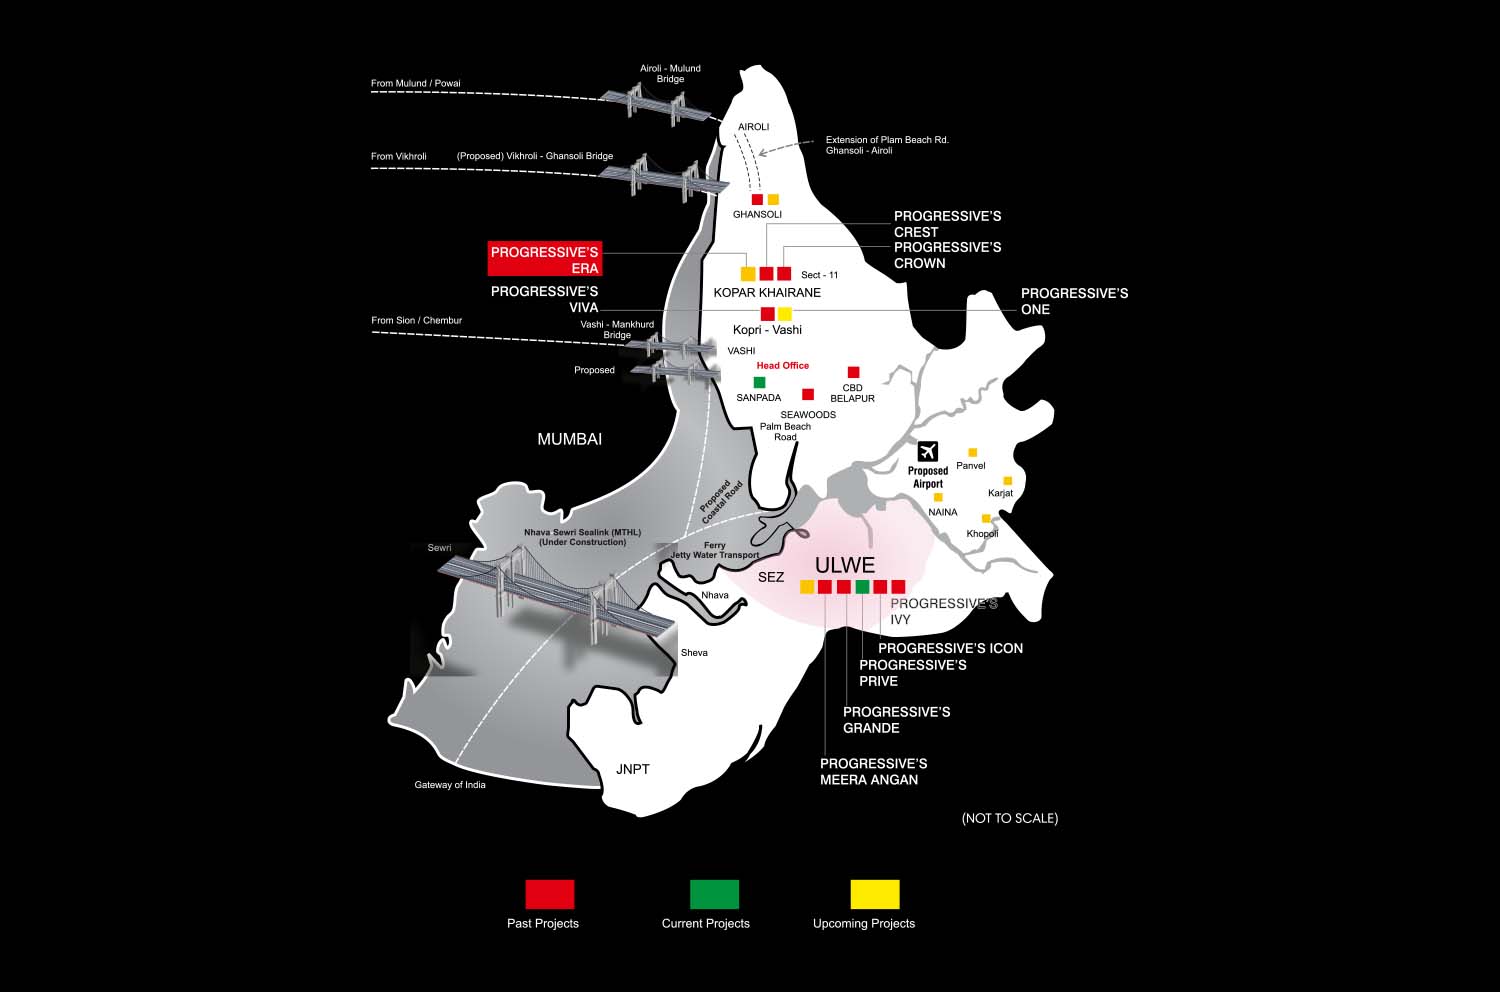 Airoli - Mulund
Bridge
From Mulund / Powai
AIROLI
Extension of Plam Beach Rd.
Ghansoli - Airoli
From Vikhroli
(Proposed) Vikhroli - Ghansoli Bridge
GHANSOLI
PROGRESSIVE'S
CREST
PROGRESSIVE'S
CROWN
PROGRESSIVE'S
ERA
Sect - 11
KOPAR KHAIRANE
PROGRESSIVE'S
VIVA
PROGRESSIVE'S
ONE
From Sion / Chembur
Vashi - Mankhurd
Bridge
Kopri - Vashi
VASHI
Proposed
Head Office
SANPADA
CBD
BELAPUR
SEAWOODS
Palm Beach
Road
MUMBAI
Proposed
Airport
Panvel
Karjat
NAINA
Khopoli
Proposed
Coastal Road
Nhava Sewri Sealink (MTHL)
(Under Construction)
Sewri
Ferry
Jetty Water Transport
SEZ
ULWE
Nhava
PROGRESSIVE'S
IVY
Sheva
PROGRESSIVE'S ICON
PROGRESSIVE'S
PRIVE
PROGRESSIVE'S
GRANDE
PROGRESSIVE'S
MEERA ANGAN
JNPT
Gateway of India
(NOT TO SCALE)
Past Projects
Current Projects
Upcoming Projects